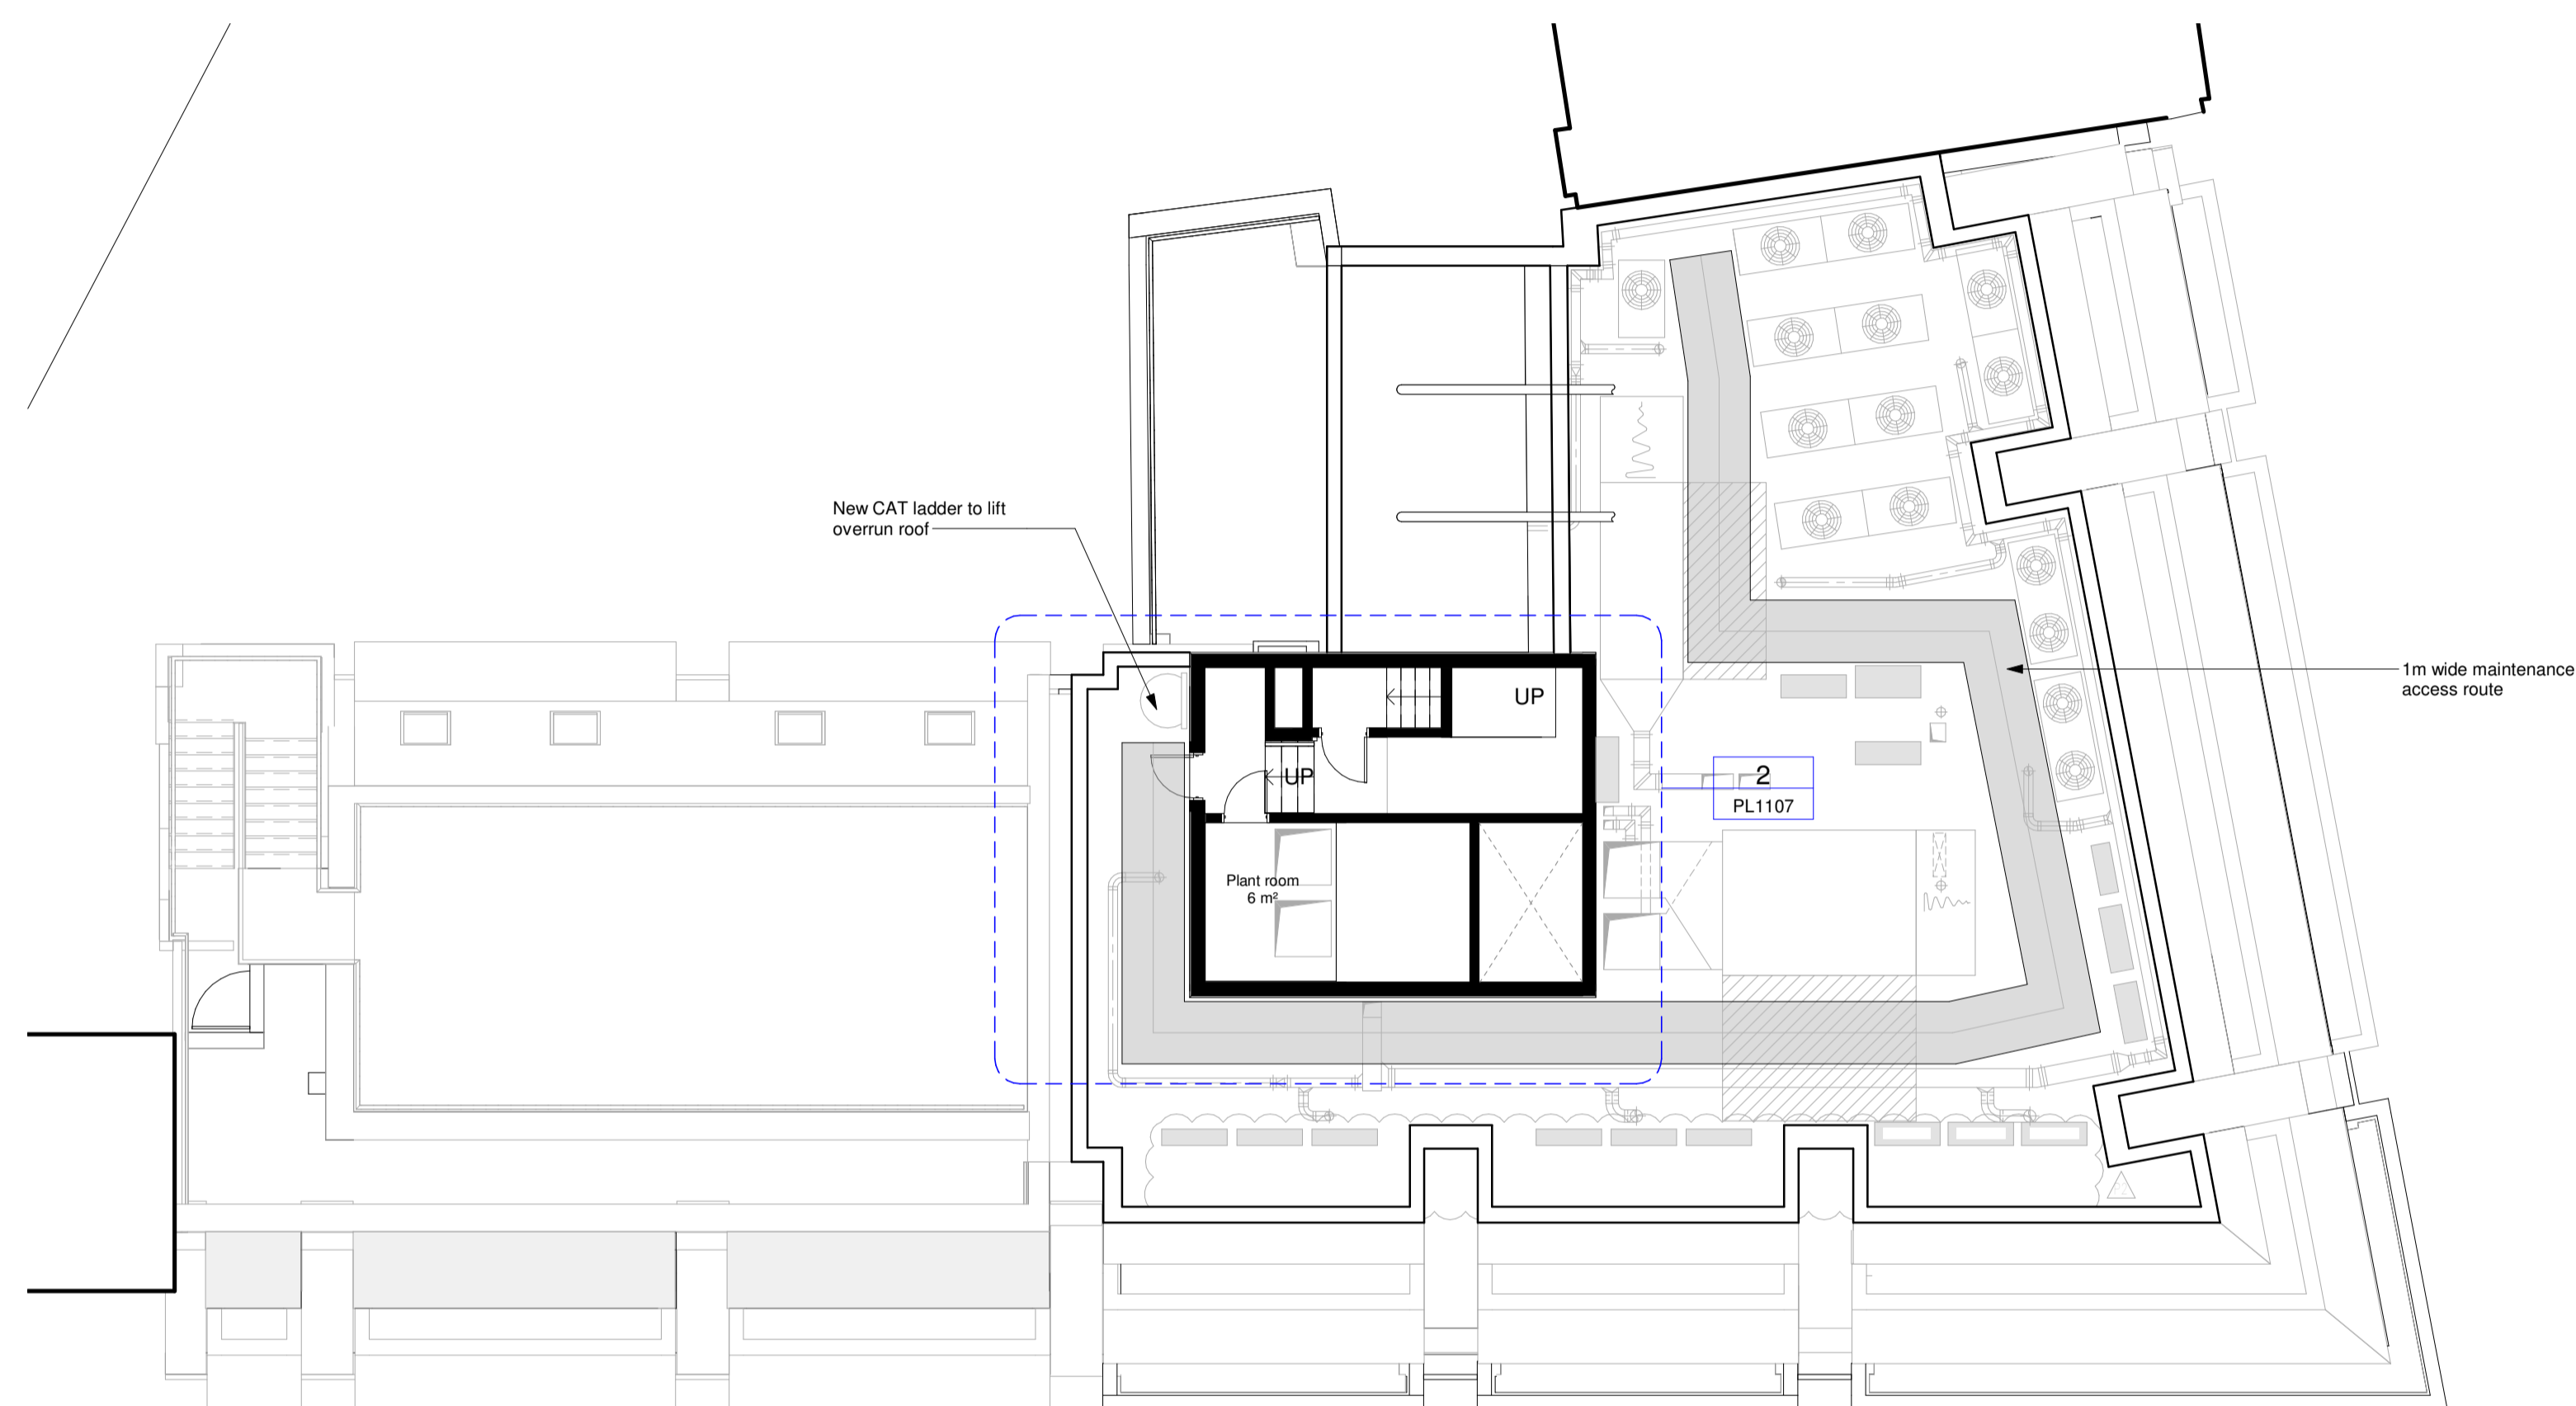 New CAT ladder to lift
overrun roof
1m wide maintenance
access route
UP
UP
2
PL1107
Plant room
6 m²